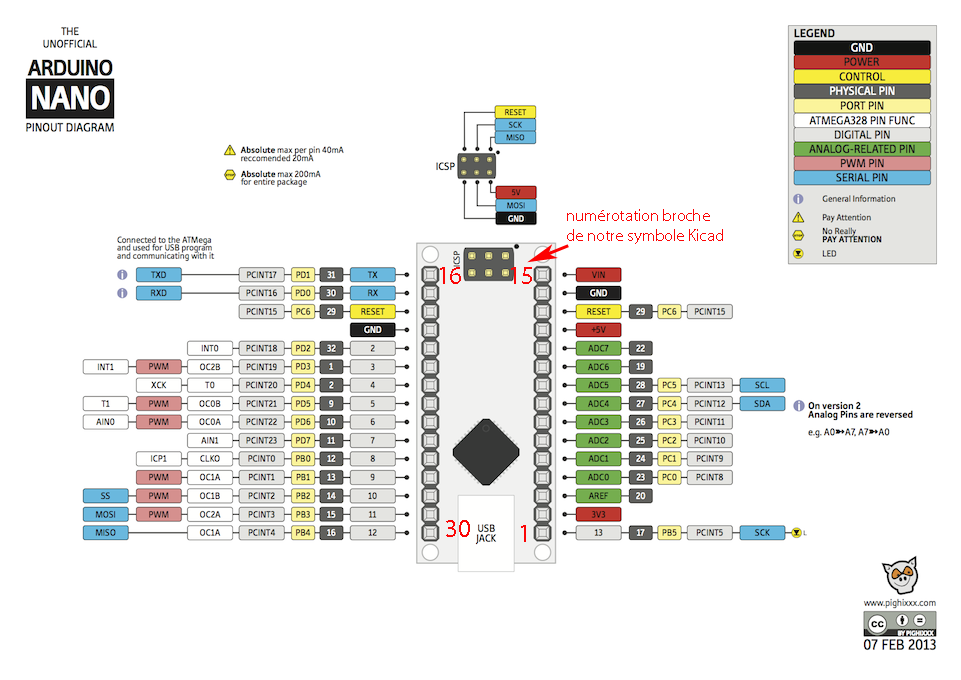 THE
UNOFFICIAL
ARDUINO
NANO
PINOUT DIAGRAM
LEGEND
GND
POWER
CONTROL
PHYSICAL PIN
PORT PIN
ATMEGA328 PIN FUNC
DIGITAL PIN
ANALOG-RELATED PIN
PWM PIN
SERIAL PIN
General Information
Pay Attention
No Really
PAY ATTENTION
LED
Absolute max per pin 40mA
reccomended 20mA
Absolute max 200mA
for entire package
RESET
SCK
MISO
ICSP
5V
MOSI
GND
numérotation broche
de notre symbole Kicad
Connected to the ATMega
and used for USB program
and communicating with it
ICSP
16 15
TXD PCINT17 PD1 31 TX
RXD PCINT16 PD0 30 RX
PCINT15 PC6 29 RESET
GND
INT0 PCINT18 PD2 32 2
INT1 PWM OC2B PCINT19 PD3 1 3
XCK T0 PCINT20 PD4 2 4
T1 PWM OC0B PCINT21 PD5 9 5
AIN0 PWM OC0A PCINT22 PD6 10 6
AIN1 PCINT23 PD7 11 7
ICP1 CLKO PCINT0 PB0 12 8
PWM OC1A PCINT1 PB1 13 9
SS PWM OC1B PCINT2 PB2 14 10
MOSI PWM OC2A PCINT3 PB3 15 11
MISO OC1A PCINT4 PB4 16 12
30 1
USB
JACK
VIN
GND
RESET 29 PC6 PCINT15
+5V
ADC7 22
ADC6 19
ADC5 28 PC5 PCINT13 SCL
ADC4 27 PC4 PCINT12 SDA
ADC3 26 PC3 PCINT11
ADC2 25 PC2 PCINT10
ADC1 24 PC1 PCINT9
ADC0 23 PC0 PCINT8
AREF 20
3V3
13 17 PB5 PCINT5 SCK L
On version 2
Analog Pins are reversed
e.g. A0➳A7, A7➳A0
www.pighixxx.com
CC
BY PIGHIXXX
07 FEB 2013